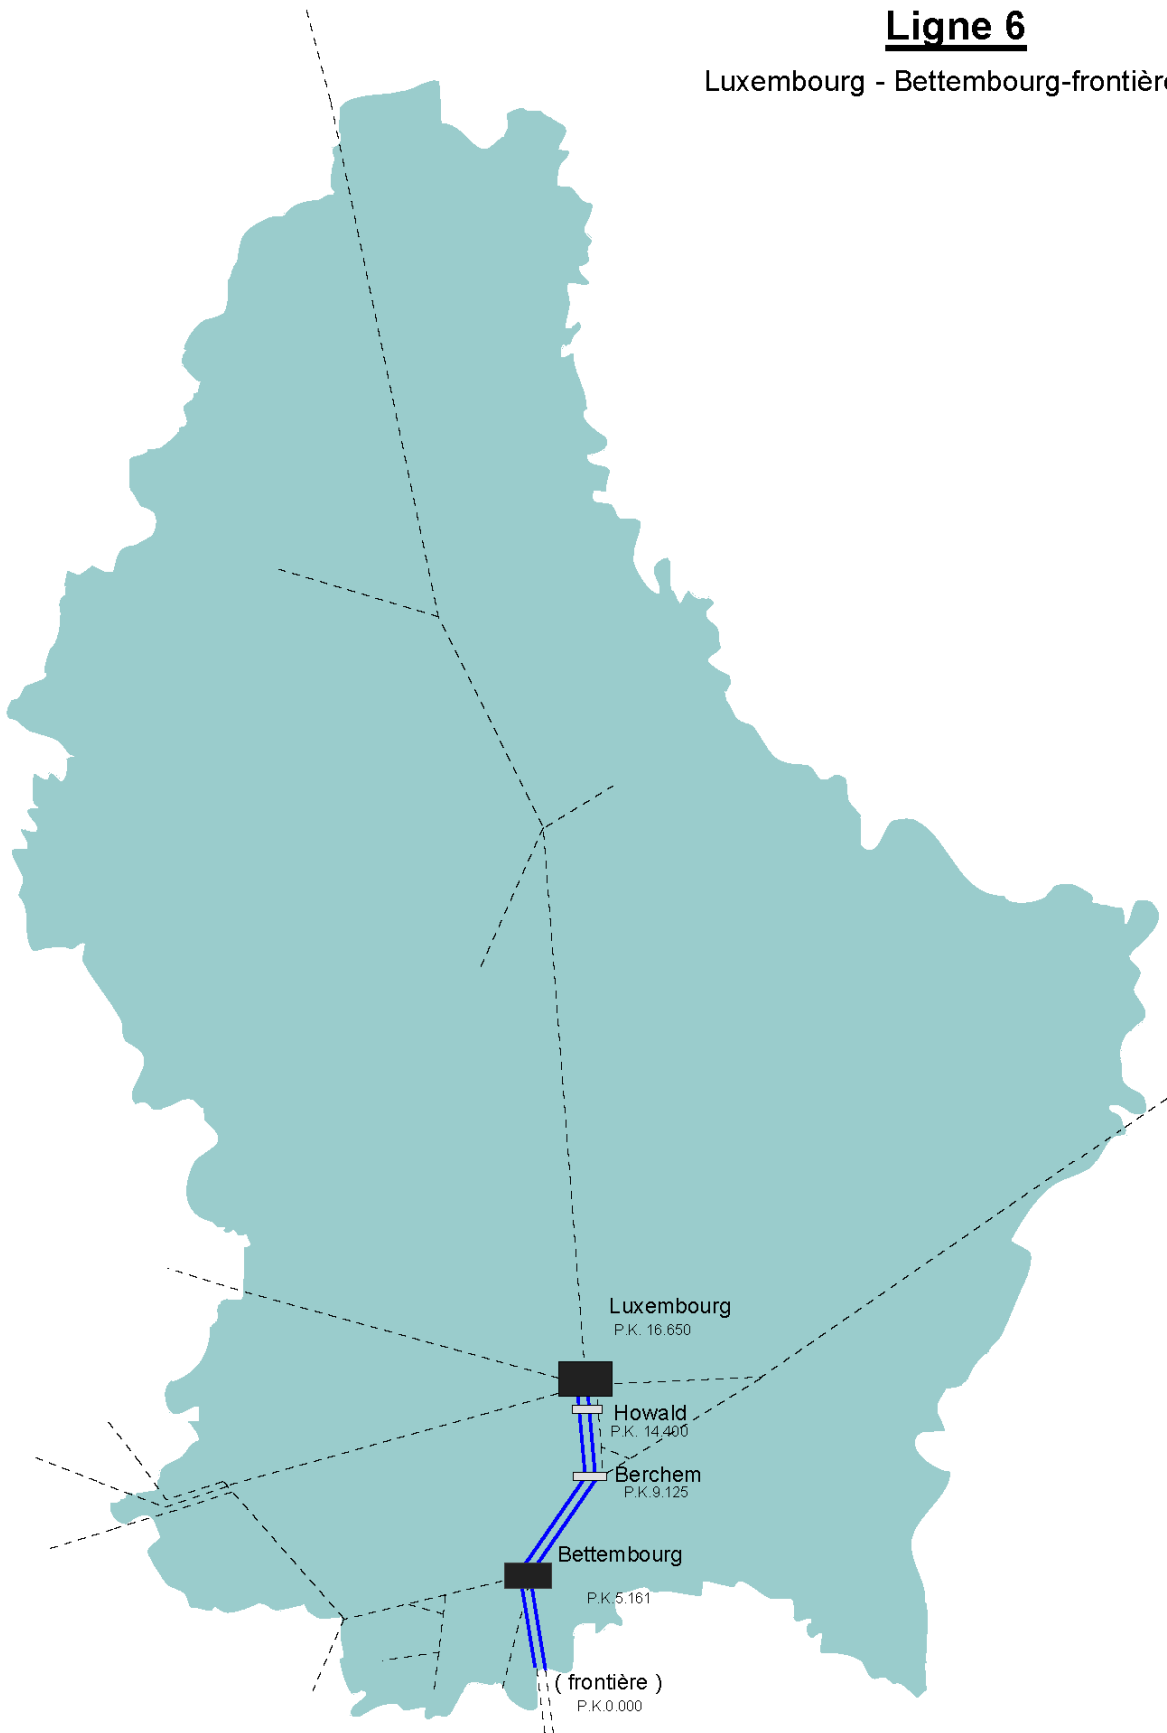 Ligne 6
Luxembourg - Bettembourg-frontière
Luxembourg
P.K. 16.650
Howald
P.K. 14.400
Berchem
P.K.9.125
Bettembourg
P.K.5.161
( frontière )
P.K.0.000